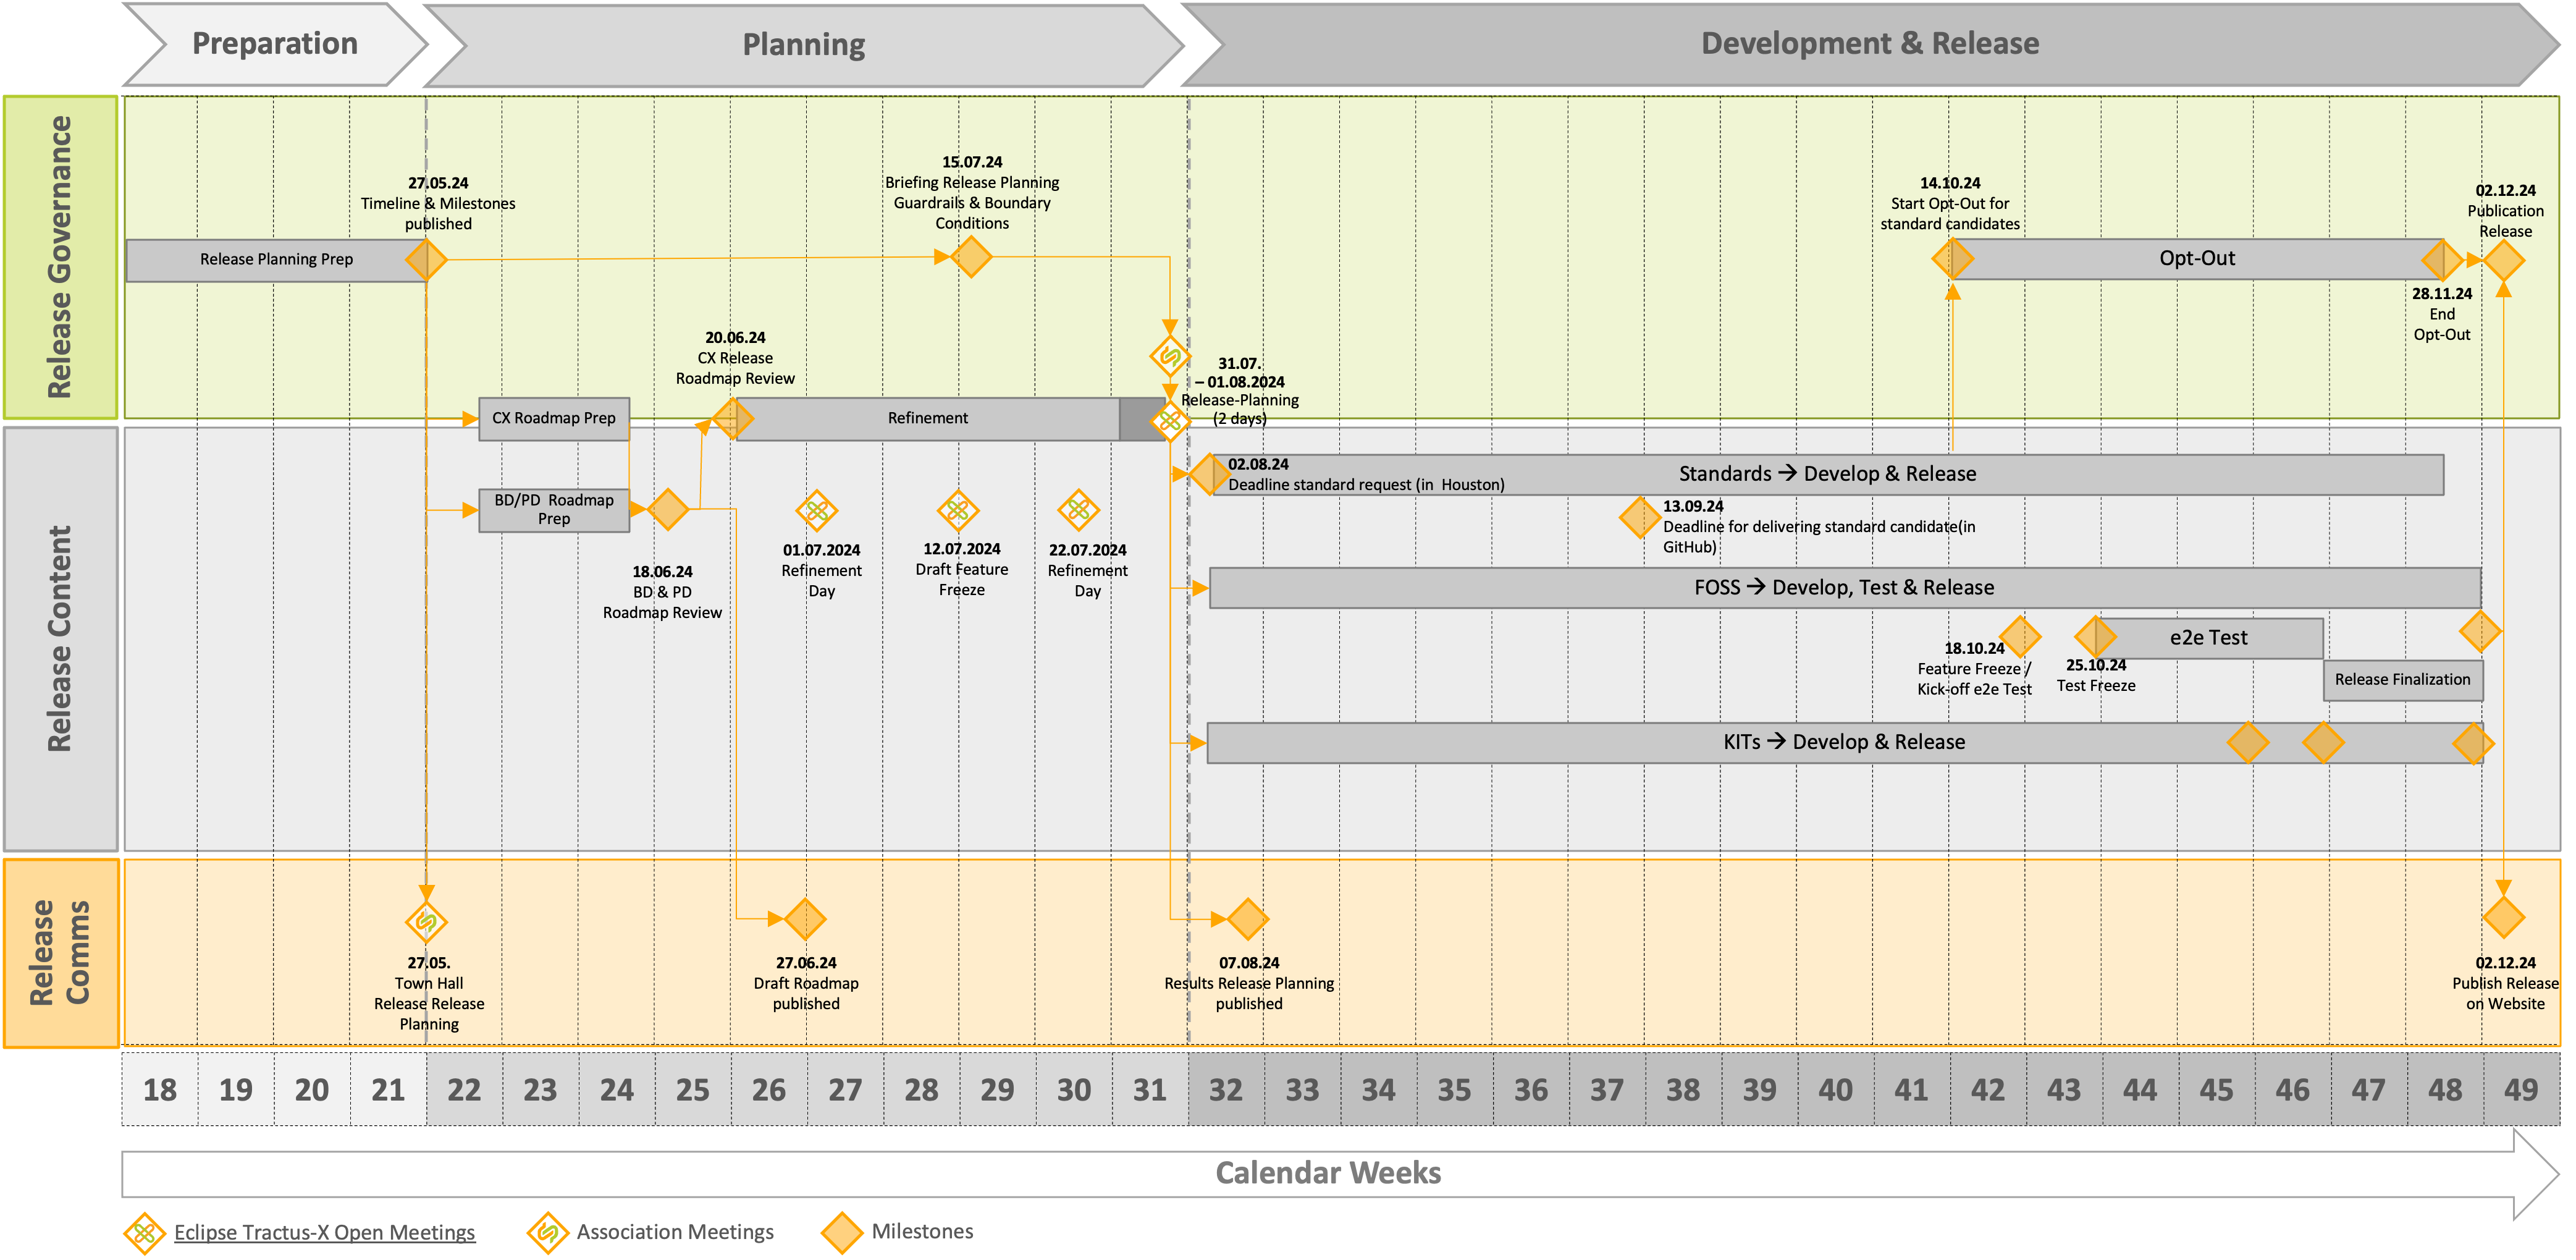 Preparation
Planning
Development & Release
Release Governance
27.05.24
Timeline & Milestones
published
15.07.24
Briefing Release Planning
Guardrails & Boundary
Conditions
14.10.24
Start Opt-Out for
standard candidates
02.12.24
Publication
Release
Release Planning Prep
Opt-Out
28.11.24
End
Opt-Out
20.06.24
CX Release
Roadmap Review
31.07.
– 01.08.2024
Release-Planning
(2 days)
CX Roadmap Prep
Refinement
Release Content
02.08.24
Deadline standard request (in  Houston)
Standards → Develop & Release
BD/PD  Roadmap
Prep
13.09.24
Deadline for delivering standard candidate(in
GitHub)
18.06.24
BD & PD
Roadmap Review
01.07.2024
Refinement
Day
12.07.2024
Draft Feature
Freeze
22.07.2024
Refinement
Day
FOSS → Develop, Test & Release
18.10.24
Feature Freeze /
Kick-off e2e Test
25.10.24
Test Freeze
e2e Test
Release Finalization
KITs → Develop & Release
Release
Comms
27.05.
Town Hall
Release Release
Planning
27.06.24
Draft Roadmap
published
07.08.24
Results Release Planning
published
02.12.24
Publish Release
on Website
18 19 20 21 22 23 24 25 26 27 28 29 30 31 32 33 34 35 36 37 38 39 40 41 42 43 44 45 46 47 48 49
Calendar Weeks
Eclipse Tractus-X Open Meetings
Association Meetings
Milestones